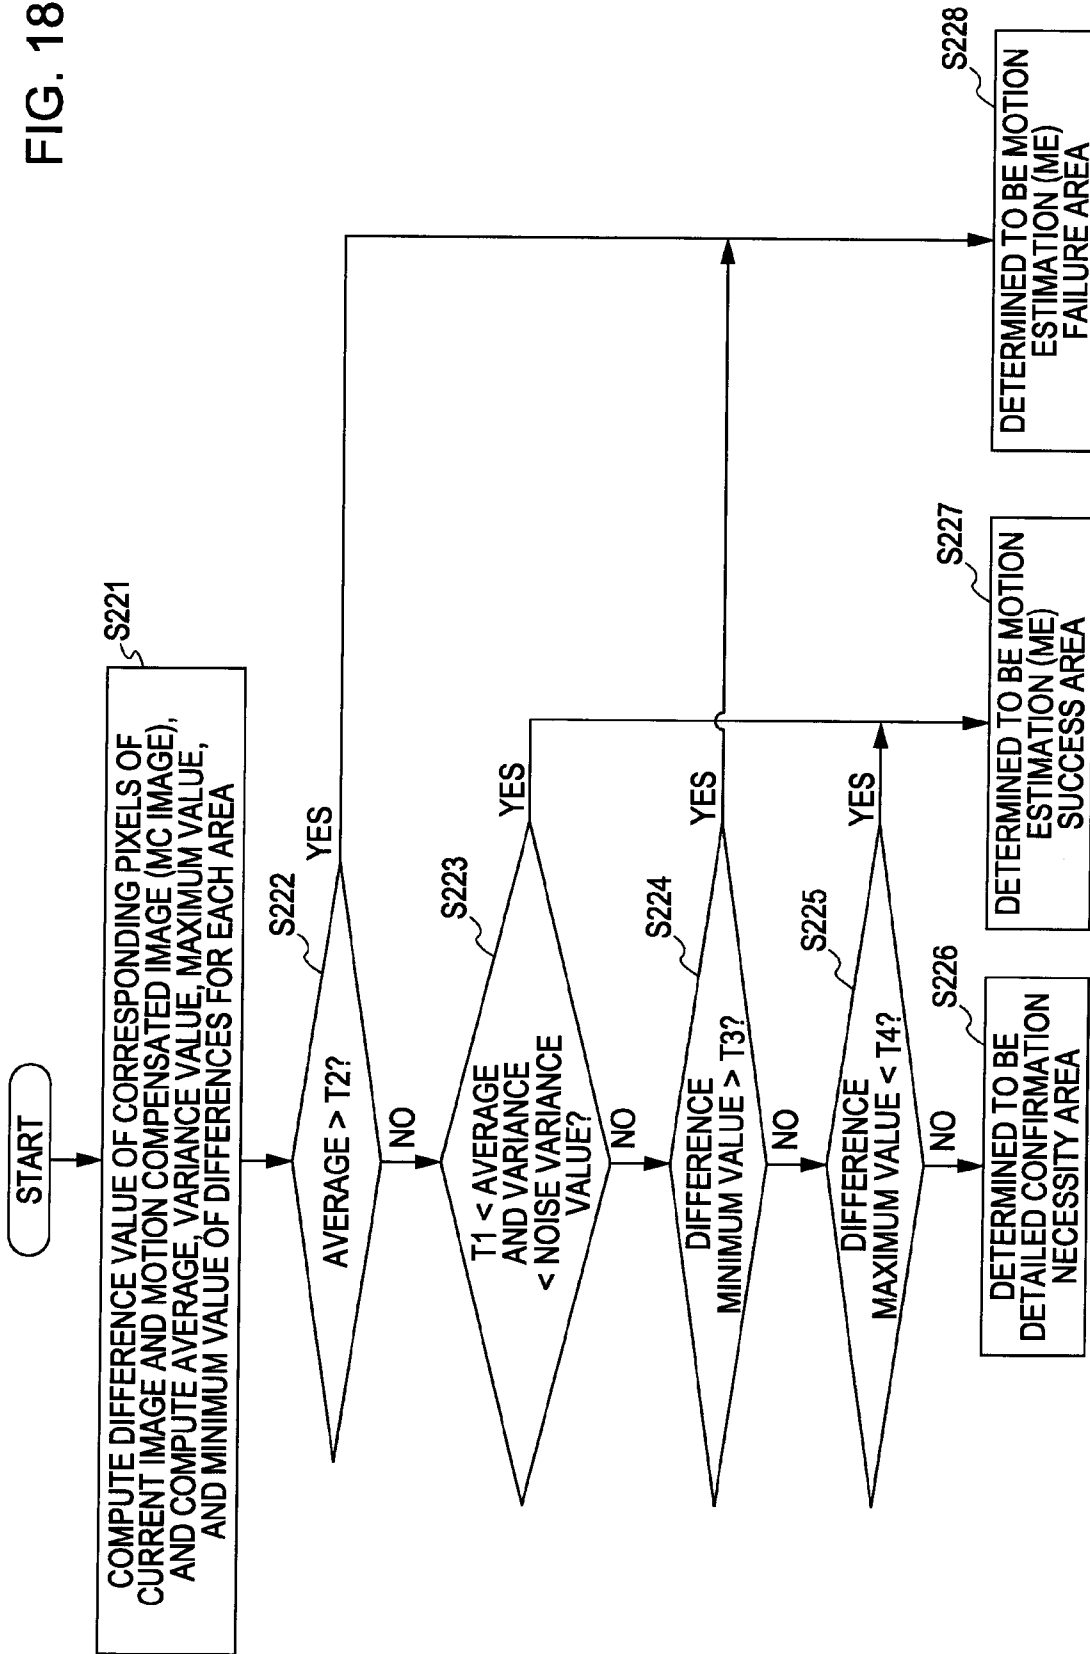 FIG. 18
START
S221
COMPUTE DIFFERENCE VALUE OF CORRESPONDING PIXELS OF
CURRENT IMAGE AND MOTION COMPENSATED IMAGE (MC IMAGE),
AND COMPUTE AVERAGE, VARIANCE VALUE, MAXIMUM VALUE,
AND MINIMUM VALUE OF DIFFERENCES FOR EACH AREA
S222
AVERAGE > T2?
YES
NO
S223
T1 < AVERAGE
AND VARIANCE
< NOISE VARIANCE
VALUE?
YES
NO
S224
DIFFERENCE
MINIMUM VALUE > T3?
YES
NO
S225
DIFFERENCE
MAXIMUM VALUE < T4?
YES
NO
S226
DETERMINED TO BE
DETAILED CONFIRMATION
NECESSITY AREA
S227
DETERMINED TO BE MOTION
ESTIMATION (ME)
SUCCESS AREA
S228
DETERMINED TO BE MOTION
ESTIMATION (ME)
FAILURE AREA